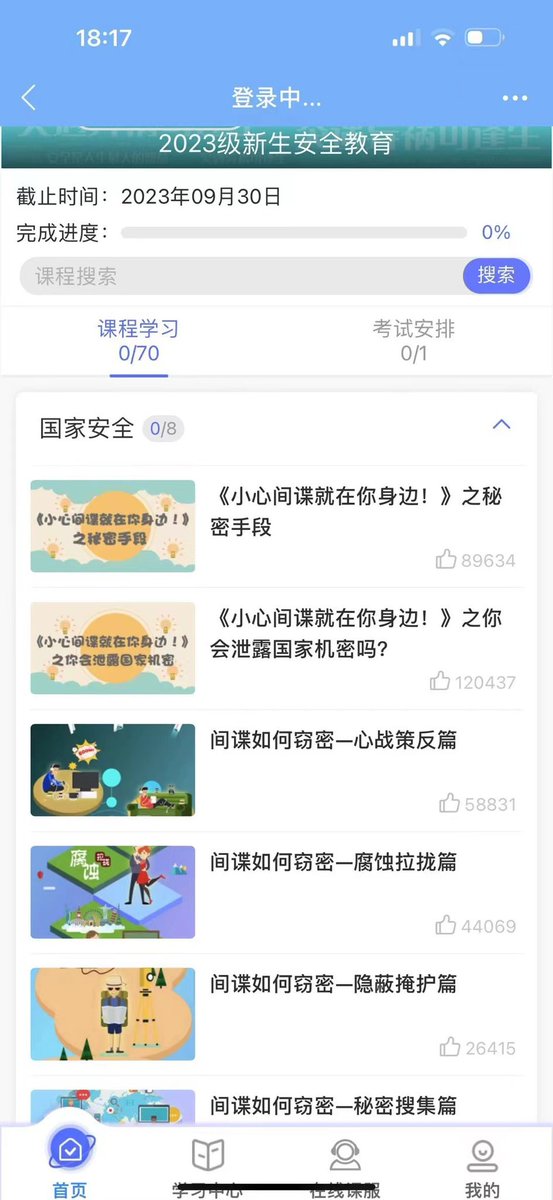 18:17
登录中...
2023级新生安全教育
截止时间：2023年09月30日
完成进度：
0%
课程搜索
搜索
课程学习
0/70
考试安排
0/1
国家安全 0/8
《小心间谍就在你身边！》
之秘密手段
《小心间谍就在你身边！》之秘
密手段
89634
《小心间谍就在你身边！》
之你会泄露国家机密
《小心间谍就在你身边！》之你
会泄露国家机密吗？
120437
间谍如何窃密—心战策反篇
58831
腐蚀
拉拢
间谍如何窃密—腐蚀拉拢篇
44069
间谍如何窃密—隐蔽掩护篇
26415
间谍如何窃密—秘密搜集篇
首页
学习中心
在线客服
我的